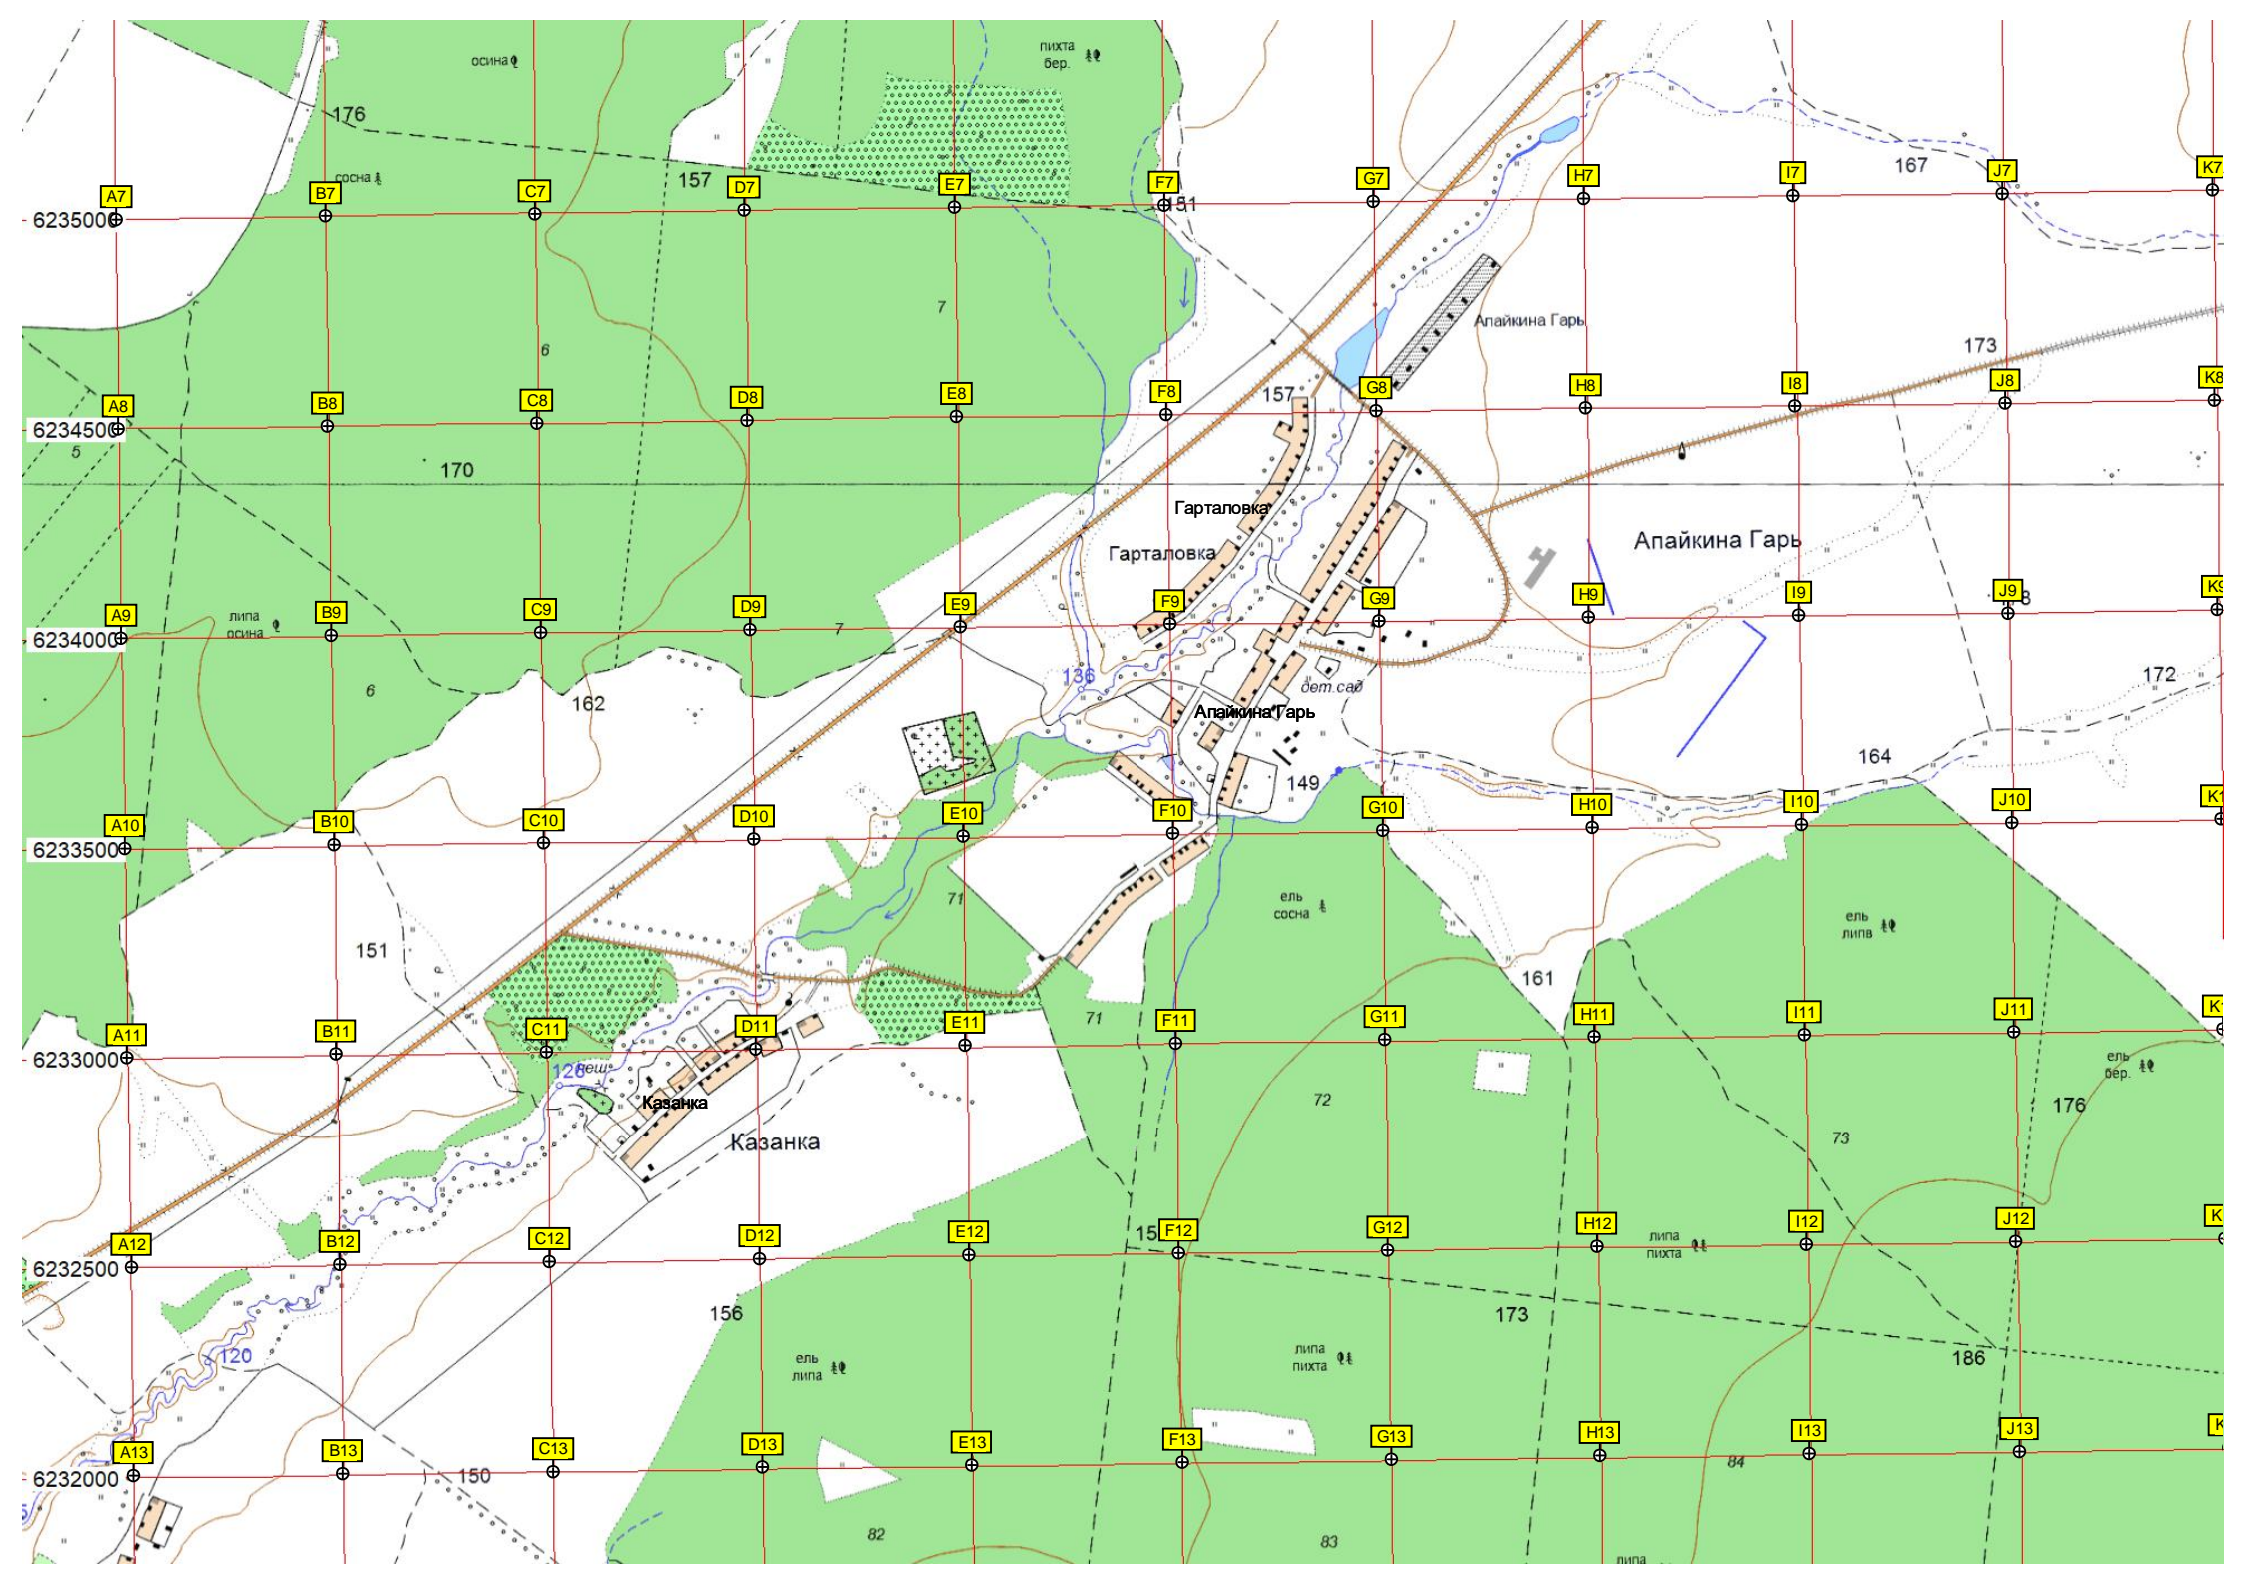 осина
пихта
бер.
176
сосна
157
151
167
A7
B7
C7
D7
E7
F7
G7
H7
I7
J7
K7
6235000
7
6
Апайкина Гарь
173
157
A8
B8
C8
D8
E8
F8
G8
H8
I8
J8
K8
6234500
5
170
Гарталовка
Гарталовка
Апайкина Гарь
A9
B9
C9
D9
E9
F9
G9
H9
I9
J9
K9
6234000
липа
осина
7
6
162
136
дет.сад
Апайкина Гарь
172
164
149
A10
B10
C10
D10
E10
F10
G10
H10
I10
J10
K1
6233500
71
ель
сосна
ель
липа
151
161
A11
B11
C11
D11
E11
F11
G11
H11
I11
J11
K1
6233000
71
ель
бер.
126
72
176
Казанка
Казанка
73
A12
B12
C12
D12
E12
F12
G12
H12
I12
J12
K
6232500
15
липа
пихта
156
173
120
186
ель
липа
липа
пихта
A13
B13
C13
D13
E13
F13
G13
H13
I13
J13
K
6232000
150
84
82
83
липа